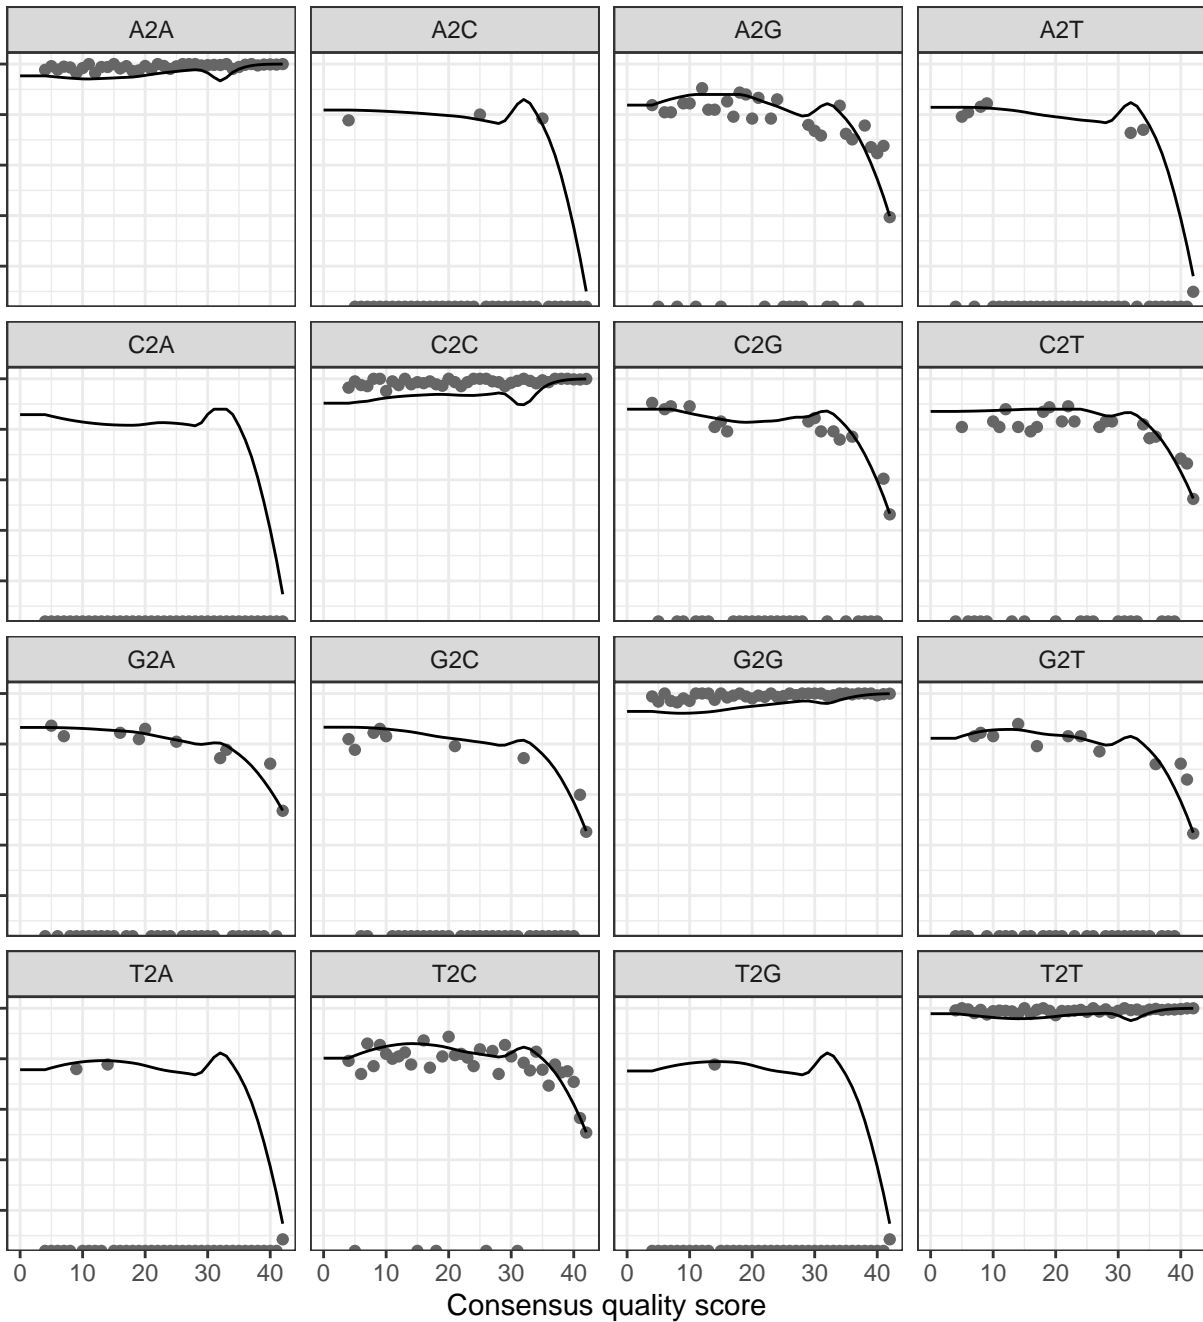 A2A A2C A2G A2T
C2A C2C C2G C2T
G2A G2C G2G G2T
T2A T2C T2G T2T
0 10 20 30 40 0 10 20 30 40 0 10 20 30 40 0 10 20 30 40
Consensus quality score